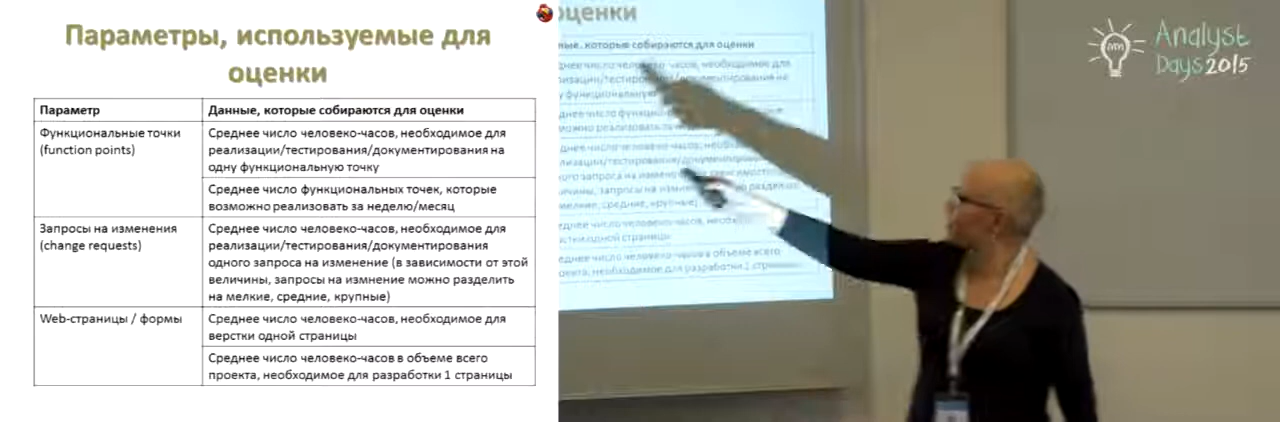 Параметры, используемые для
оценки
Параметр
Данные, которые собираются для оценки
Функциональные точки
(function points)
Среднее число человеко-часов, необходимое для
реализации/тестирования/документирования на
одну функциональную точку
Среднее число функциональных точек, которые
возможно реализовать за неделю/месяц
Запросы на изменения
(change requests)
Среднее число человеко-часов, необходимое для
реализации/тестирования/документирования
одного запроса на изменение (в зависимости от этой
величины, запросы на измнение можно разделить
на мелкие, средние, крупные)
Web-страницы / формы
Среднее число человеко-часов, необходимое для
верстки одной страницы
Среднее число человеко-часов в объеме всего
проекта, необходимое для разработки 1 страницы
оценки
которые собираются для оценки
Analyst
Days 2015